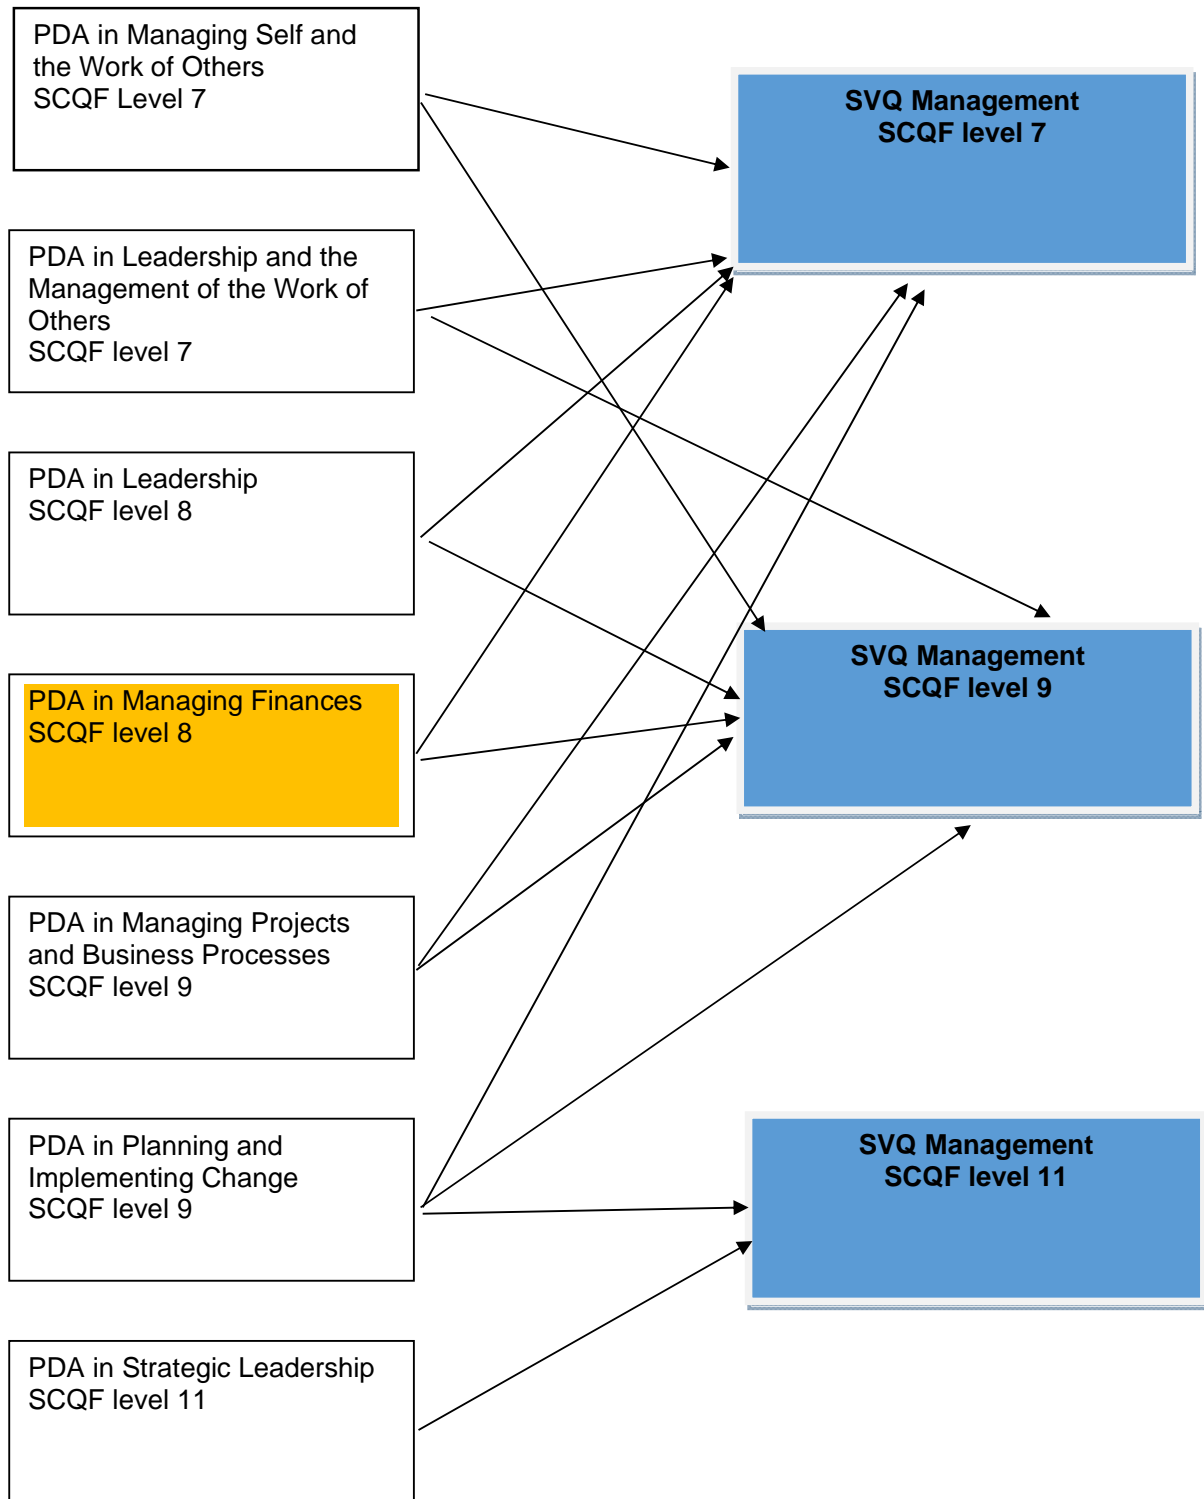 PDA in Managing Self and
the Work of Others
SCQF Level 7
SVQ Management
SCQF level 7
PDA in Leadership and the
Management of the Work of
Others
SCQF level 7
PDA in Leadership
SCQF level 8
PDA in Managing Finances
SCQF level 8
SVQ Management
SCQF level 9
PDA in Managing Projects
and Business Processes
SCQF level 9
PDA in Planning and
Implementing Change
SCQF level 9
SVQ Management
SCQF level 11
PDA in Strategic Leadership
SCQF level 11